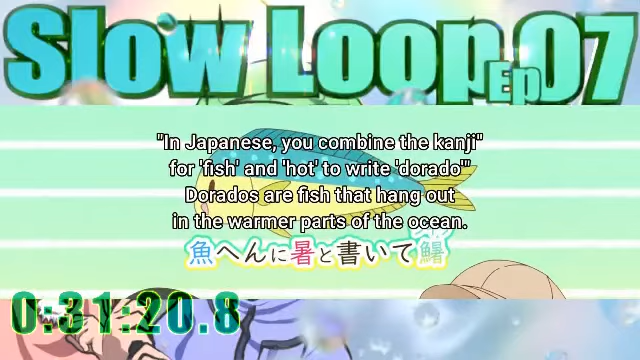 Slow Loop Ep07
"In Japanese, you combine the kanji"
for 'fish' and 'hot' to write 'dorado'"
Dorados are fish that hang out
in the warmer parts of the ocean.
魚へんに暑と書いて鱰
0:31:20.8